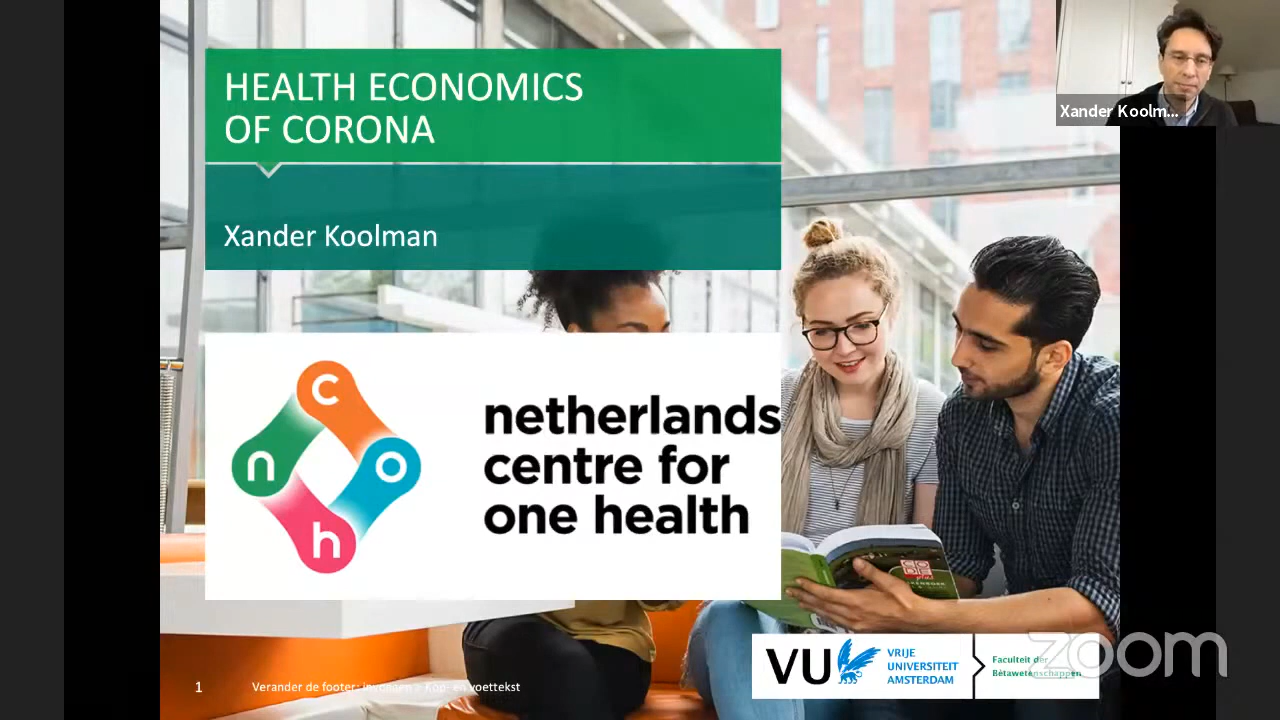 HEALTH ECONOMICS
OF CORONA
Xander Koolman
Xander Koolm...
c
n
o
h
netherlands
centre for
one health
VU
VRIJE
UNIVERSITEIT
AMSTERDAM
Faculteit der
Bètawetenschappen
zoom
1
Verander de footer: Invoegen > Kop- en voettekst